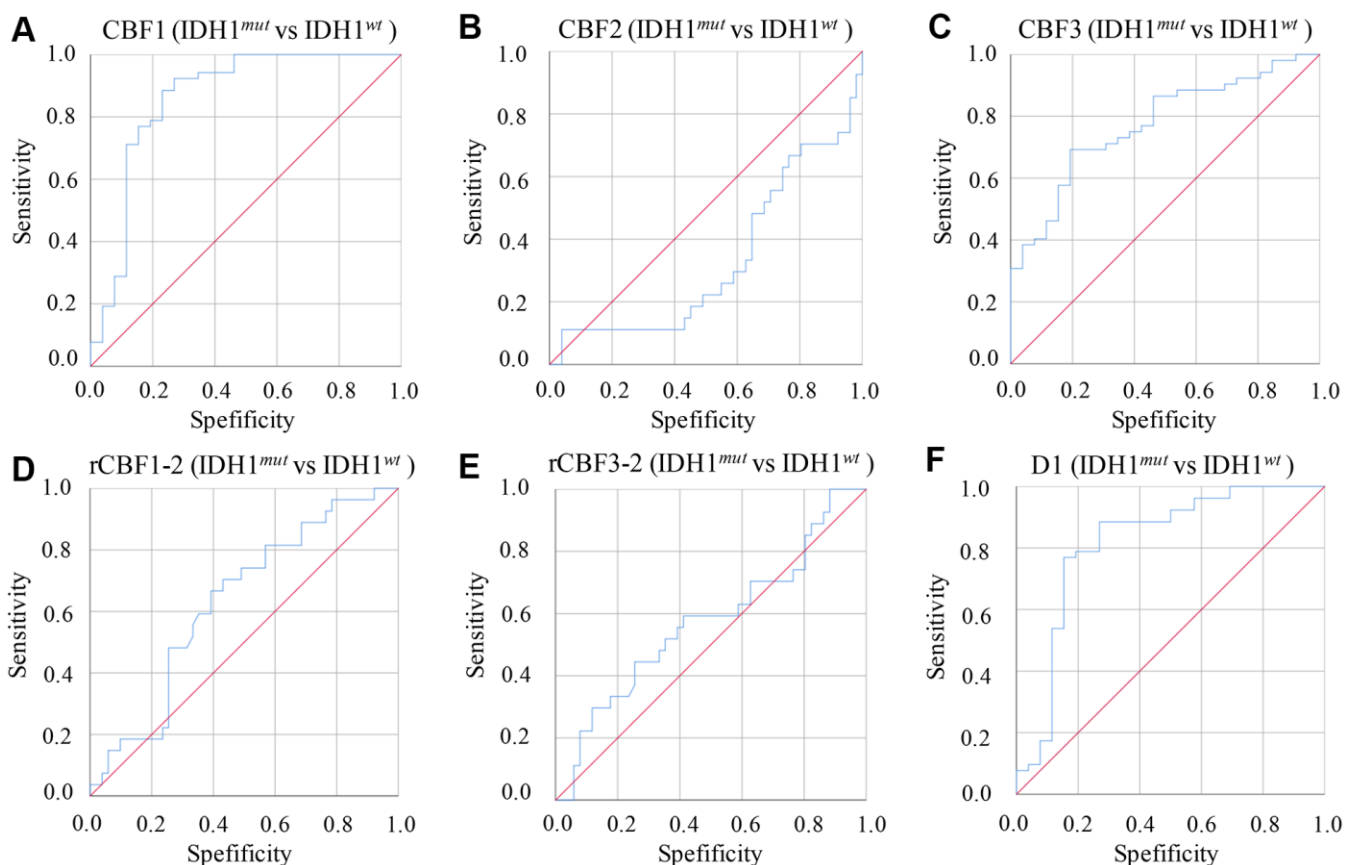 A CBF1 (IDH1mut vs IDH1wt)
1.0
0.8
0.6
0.4
0.2
0.0
Sensitivity
0.0 0.2 0.4 0.6 0.8 1.0
Spefificity
B CBF2 (IDH1mut vs IDH1wt)
1.0
0.8
0.6
0.4
0.2
0.0
Sensitivity
0.0 0.2 0.4 0.6 0.8 1.0
Spefificity
C CBF3 (IDH1mut vs IDH1wt)
1.0
0.8
0.6
0.4
0.2
0.0
Sensitivity
0.0 0.2 0.4 0.6 0.8 1.0
Spefificity
D rCBF1-2 (IDH1mut vs IDH1wt)
1.0
0.8
0.6
0.4
0.2
0.0
Sensitivity
0.0 0.2 0.4 0.6 0.8 1.0
Spefificity
E rCBF3-2 (IDH1mut vs IDH1wt)
1.0
0.8
0.6
0.4
0.2
0.0
Sensitivity
0.0 0.2 0.4 0.6 0.8 1.0
Spefificity
F D1 (IDH1mut vs IDH1wt)
1.0
0.8
0.6
0.4
0.2
0.0
Sensitivity
0.0 0.2 0.4 0.6 0.8 1.0
Spefificity